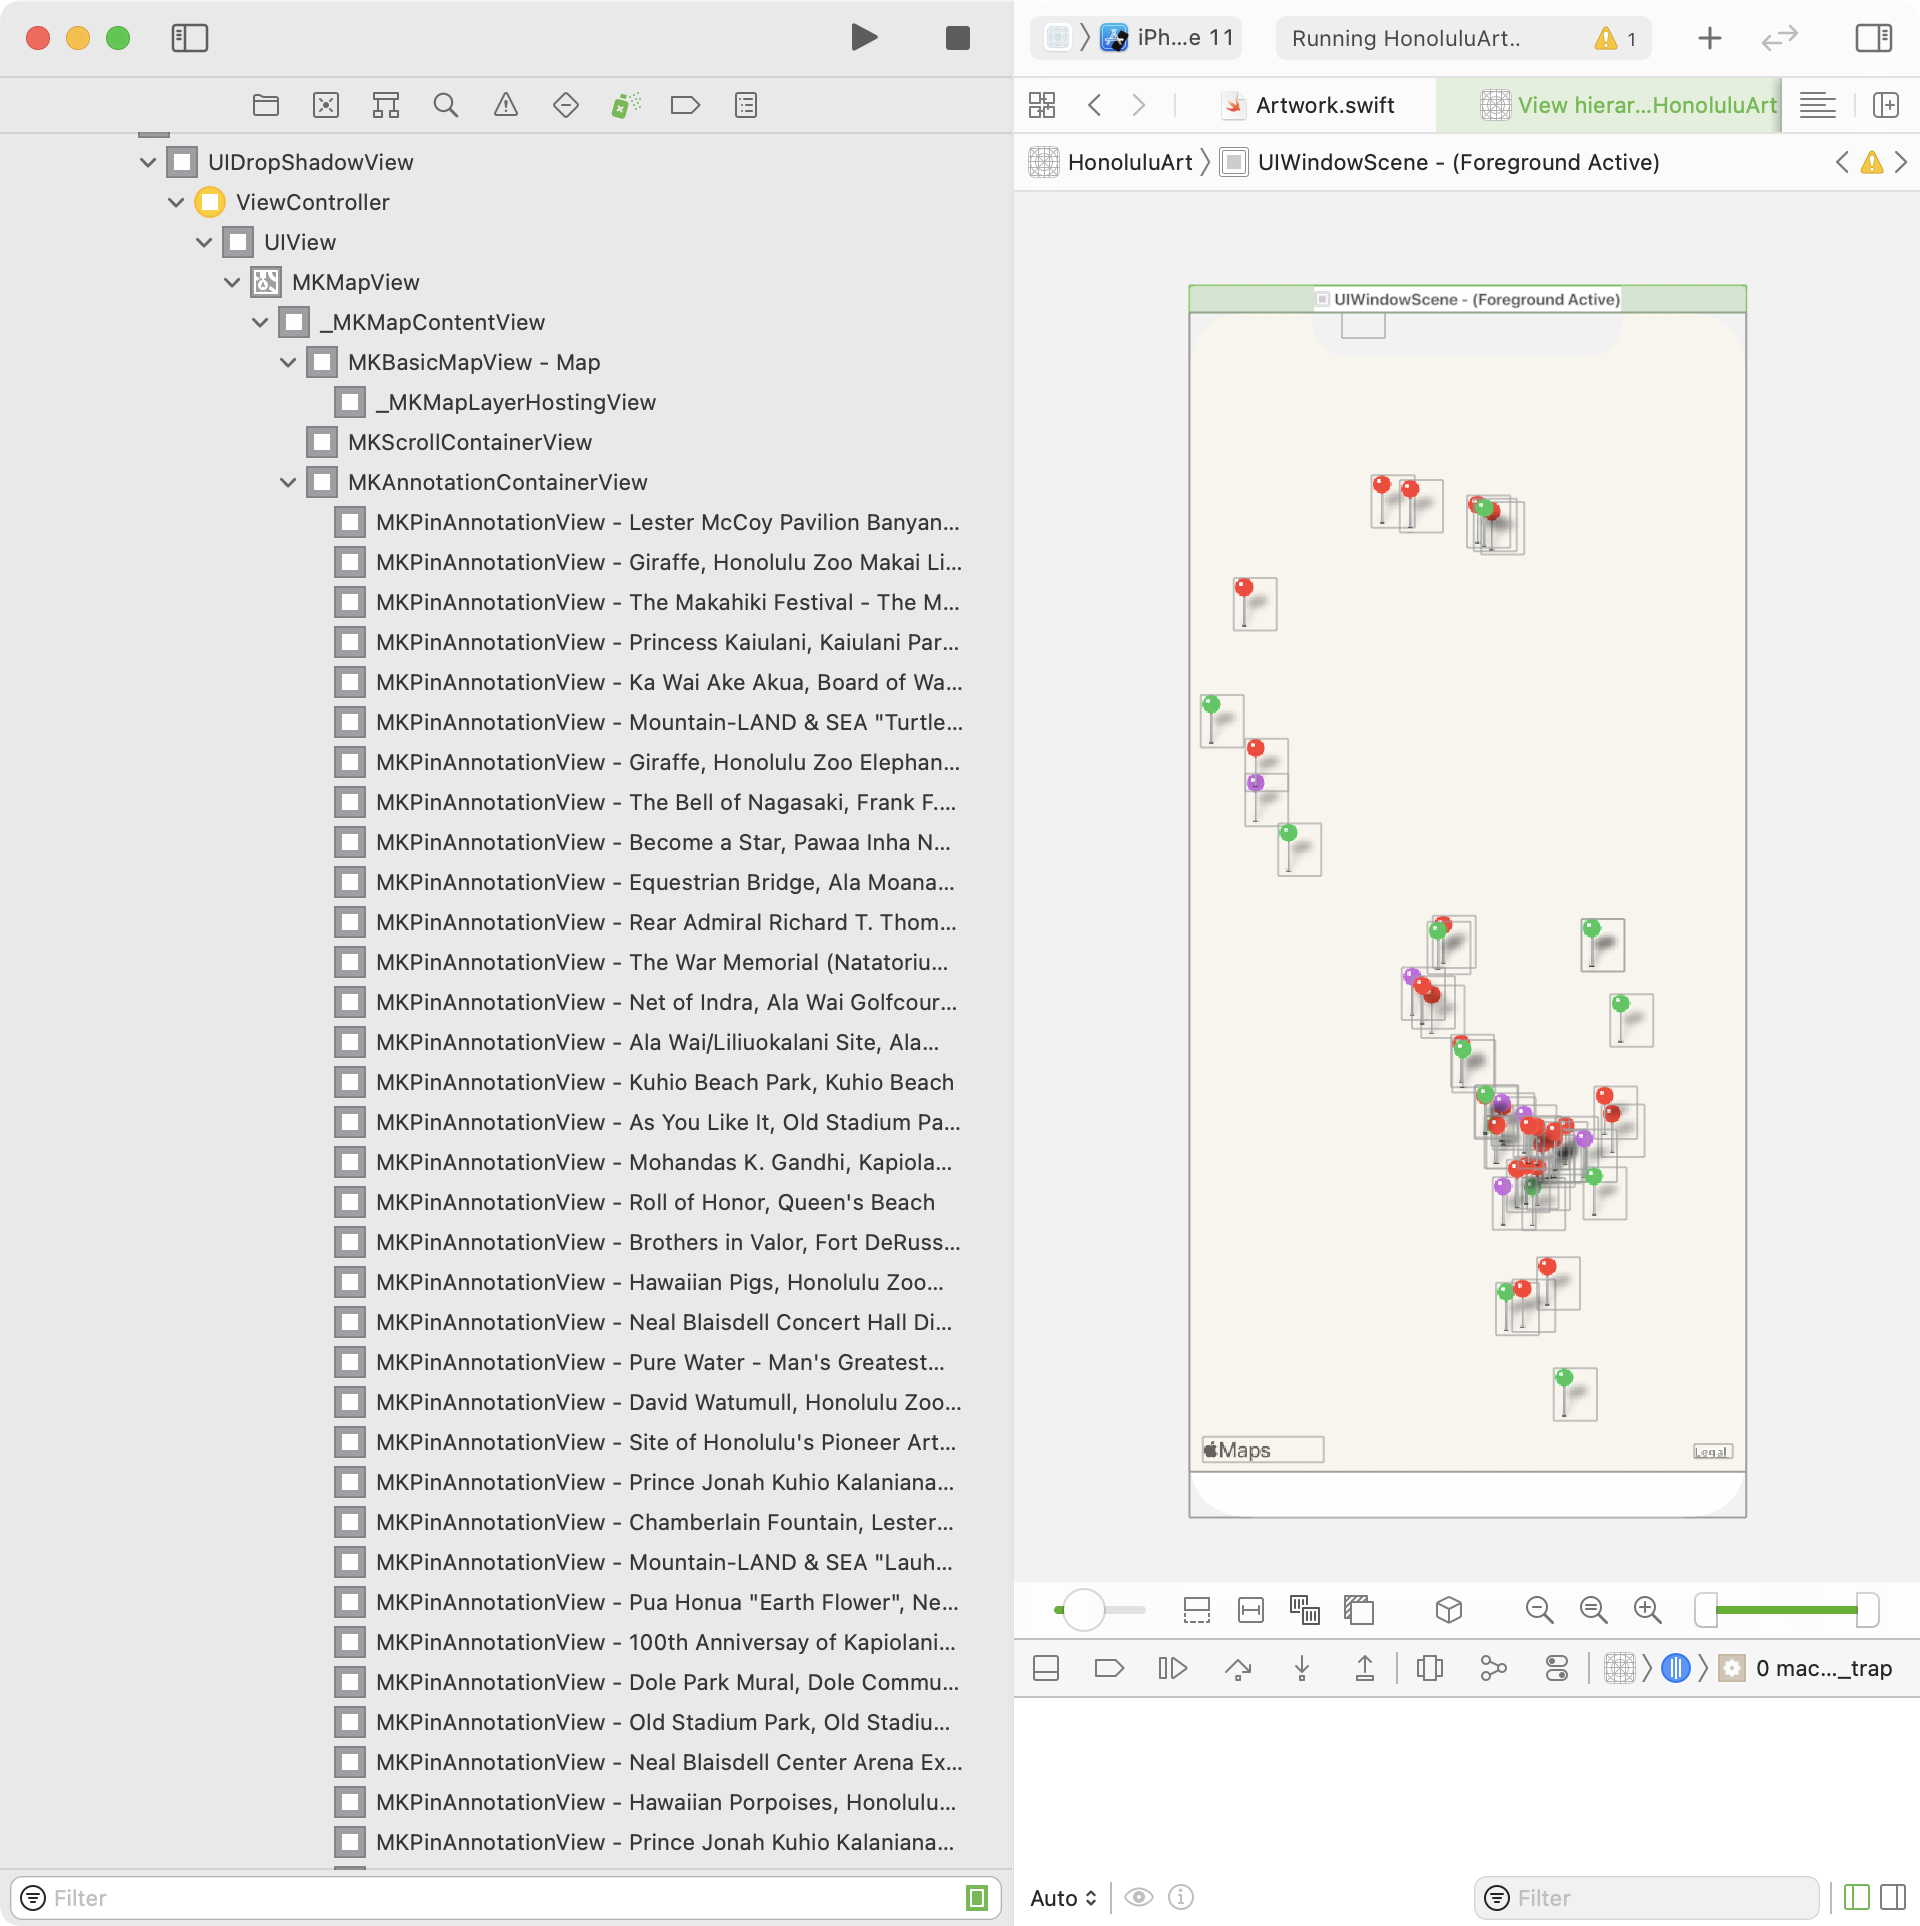 iPh...e 11
Running HonoluluArt..
1
Artwork.swift
View hierar...HonoluluArt
HonoluluArt
UIWindowScene - (Foreground Active)
UIDropShadowView
ViewController
UIView
MKMapView
_MKMapContentView
MKBasicMapView - Map
_MKMapLayerHostingView
MKScrollContainerView
MKAnnotationContainerView
MKPinAnnotationView - Lester McCoy Pavilion Banyan...
MKPinAnnotationView - Giraffe, Honolulu Zoo Makai Li...
MKPinAnnotationView - The Makahiki Festival - The M...
MKPinAnnotationView - Princess Kaiulani, Kaiulani Par...
MKPinAnnotationView - Ka Wai Ake Akua, Board of Wa...
MKPinAnnotationView - Mountain-LAND & SEA "Turtle...
MKPinAnnotationView - Giraffe, Honolulu Zoo Elephan...
MKPinAnnotationView - The Bell of Nagasaki, Frank F....
MKPinAnnotationView - Become a Star, Pawaa Inha N...
MKPinAnnotationView - Equestrian Bridge, Ala Moana...
MKPinAnnotationView - Rear Admiral Richard T. Thom...
MKPinAnnotationView - The War Memorial (Natatoriu...
MKPinAnnotationView - Net of Indra, Ala Wai Golfcour...
MKPinAnnotationView - Ala Wai/Liliuokalani Site, Ala...
MKPinAnnotationView - Kuhio Beach Park, Kuhio Beach
MKPinAnnotationView - As You Like It, Old Stadium Pa...
MKPinAnnotationView - Mohandas K. Gandhi, Kapiola...
MKPinAnnotationView - Roll of Honor, Queen's Beach
MKPinAnnotationView - Brothers in Valor, Fort DeRuss...
MKPinAnnotationView - Hawaiian Pigs, Honolulu Zoo...
MKPinAnnotationView - Neal Blaisdell Concert Hall Di...
MKPinAnnotationView - Pure Water - Man's Greatest...
MKPinAnnotationView - David Watumull, Honolulu Zoo...
MKPinAnnotationView - Site of Honolulu's Pioneer Art...
MKPinAnnotationView - Prince Jonah Kuhio Kalaniana...
MKPinAnnotationView - Chamberlain Fountain, Lester...
MKPinAnnotationView - Mountain-LAND & SEA "Lauh...
MKPinAnnotationView - Pua Honua "Earth Flower", Ne...
MKPinAnnotationView - 100th Anniversay of Kapiolani...
MKPinAnnotationView - Dole Park Mural, Dole Commu...
MKPinAnnotationView - Old Stadium Park, Old Stadiu...
MKPinAnnotationView - Neal Blaisdell Center Arena Ex...
MKPinAnnotationView - Hawaiian Porpoises, Honolulu...
MKPinAnnotationView - Prince Jonah Kuhio Kalaniana...
Filter
UIWindowScene - (Foreground Active)
Maps
Legal
0 mac..._trap
Auto
Filter